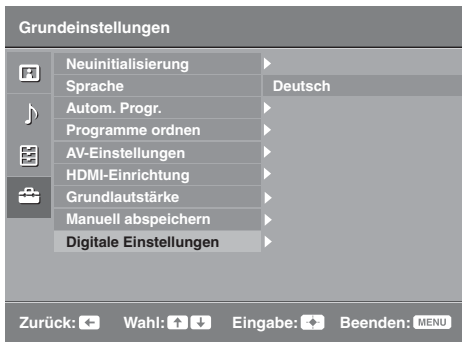 Grundeinstellungen
Neuinitialisierung
Sprache Deutsch
Autom. Progr.
Programme ordnen
AV-Einstellungen
HDMI-Einrichtung
Grundlautstärke
Manuell abspeichern
Digitale Einstellungen
Zurück: Wahl: Eingabe: Beenden: MENU